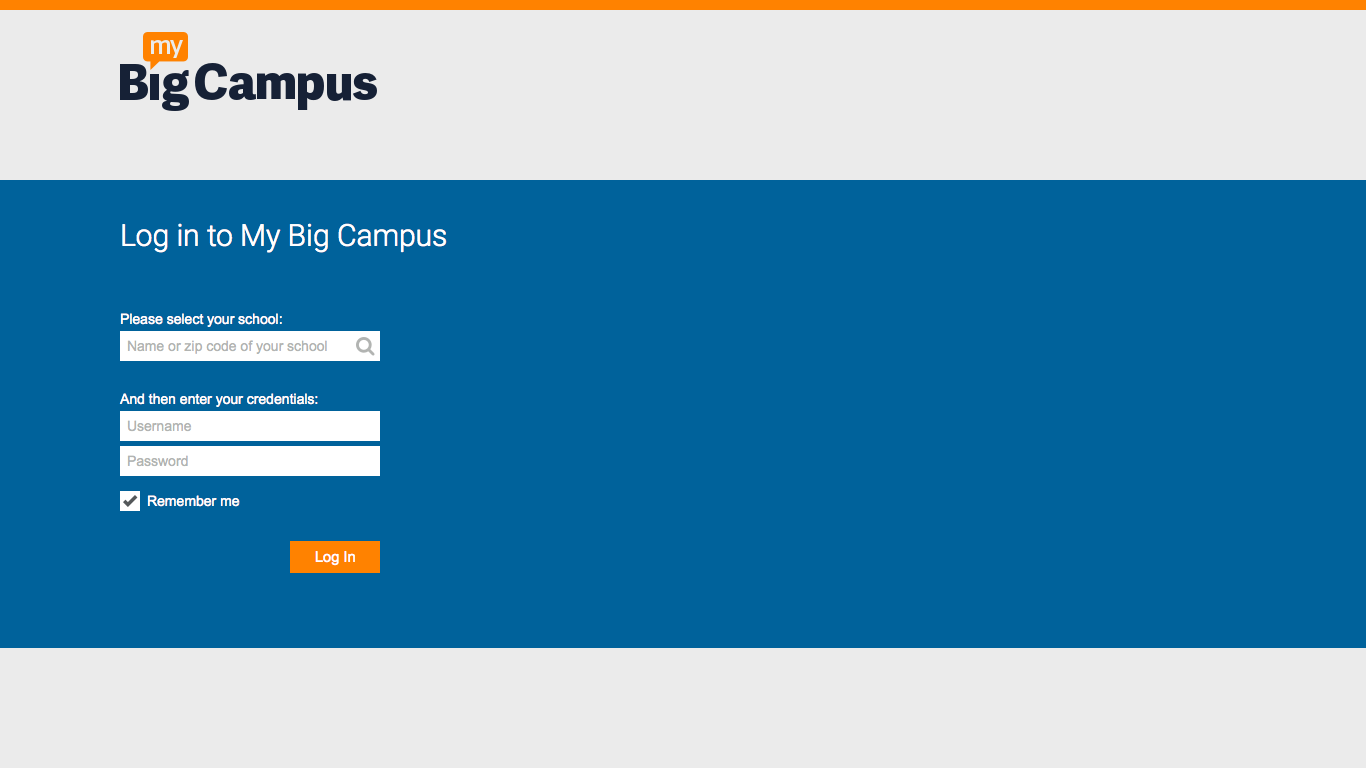 my
Big Campus
Log in to My Big Campus
Please select your school:
Name or zip code of your school
And then enter your credentials:
Username
Password
Remember me
Log In